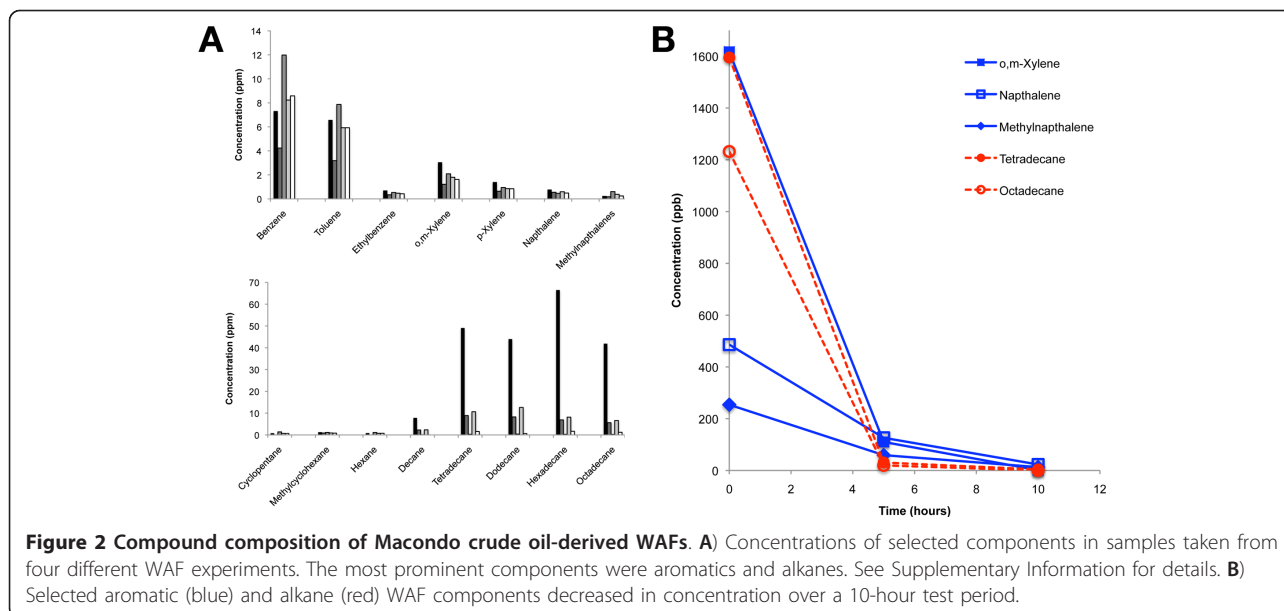 A
Concentration (ppm)
14
12
10
8
6
4
2
0
Benzene
Toluene
Ethylbenzene
o,m-Xylene
p-Xylene
Napthalene
Methylnapthalenes
Concentration (ppm)
70
60
50
40
30
20
10
0
Cyclopentane
Methylcyclohexane
Hexane
Decane
Tetradecane
Dodecane
Hexadecane
Octadecane
B
Concentration (ppb)
1600
1400
1200
1000
800
600
400
200
0
0 2 4 6 8 10 12
Time (hours)
o,m-Xylene
Napthalene
Methylnapthalene
Tetradecane
Octadecane
Figure 2 Compound composition of Macondo crude oil-derived WAFs. A) Concentrations of selected components in samples taken from
four different WAF experiments. The most prominent components were aromatics and alkanes. See Supplementary Information for details. B)
Selected aromatic (blue) and alkane (red) WAF components decreased in concentration over a 10-hour test period.